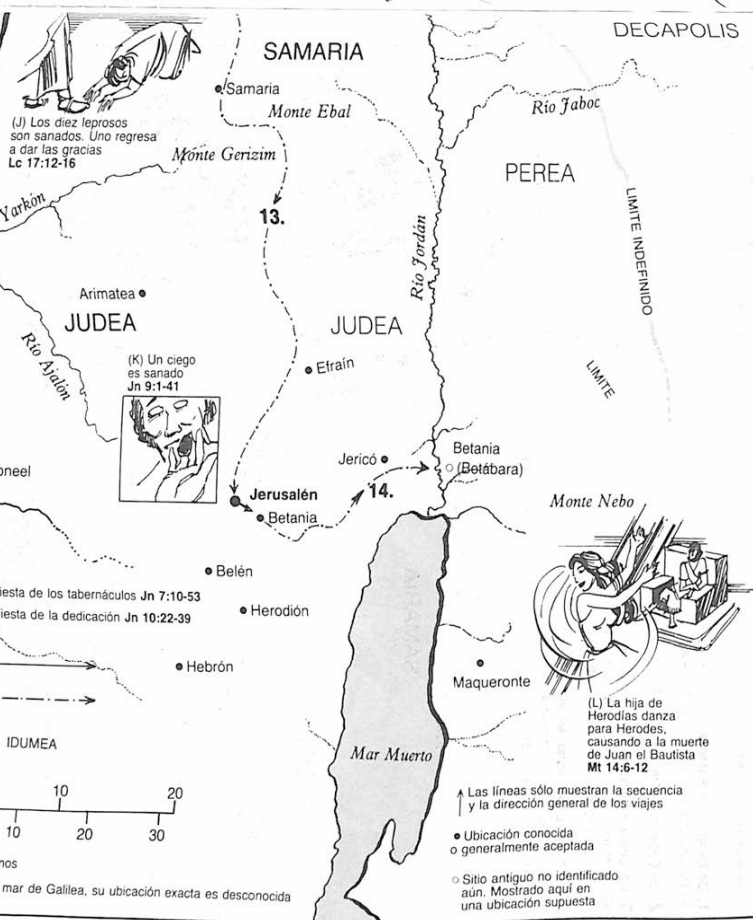 DECAPOLIS
SAMARIA
Samaria
Monte Ebal
Río Jaboc
(J) Los diez leprosos
son sanados. Uno regresa
a dar las gracias
Lc 17:12-16
Monte Gerizim
PEREA
Yarkón
13.
LIMITE INDEFINIDO
Río Jordán
Arimatea
JUDEA
JUDEA
Río Ajalón
(K) Un ciego
es sanado
Jn 9:1-41
Efraín
LIMITE
Jericó
Betania
(Betábara)
oneel
14.
Jerusalén
Betania
Monte Nebo
Belén
iesta de los tabernáculos Jn 7:10-53
iesta de la dedicación Jn 10:22-39
Herodión
Hebrón
Maqueronte
(L) La hija de
Herodías danza
para Herodes,
causando a la muerte
de Juan el Bautista
Mt 14:6-12
IDUMEA
Mar Muerto
10 20
10 20 30
Las líneas sólo muestran la secuencia
y la dirección general de los viajes
Ubicación conocida
o generalmente aceptada
Sitio antiguo no identificado
aún. Mostrado aquí en
una ubicación supuesta
nos
mar de Galilea, su ubicación exacta es desconocida